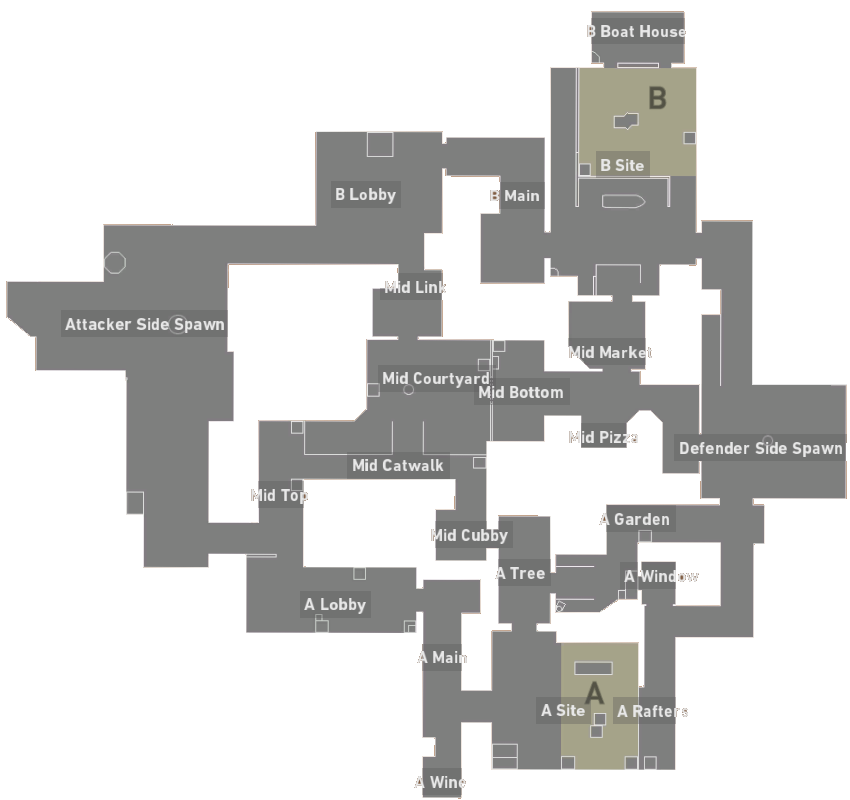 B Boat House
B
B Site
B Lobby
B Main
Mid Link
Attacker Side Spawn
Mid Market
Mid Courtyard
Mid Bottom
Mid Pizza
Defender Side Spawn
Mid Catwalk
Mid Top
A Garden
Mid Cubby
A Tree
A Window
A Lobby
A Main
A
A Site
A Rafters
A Wine